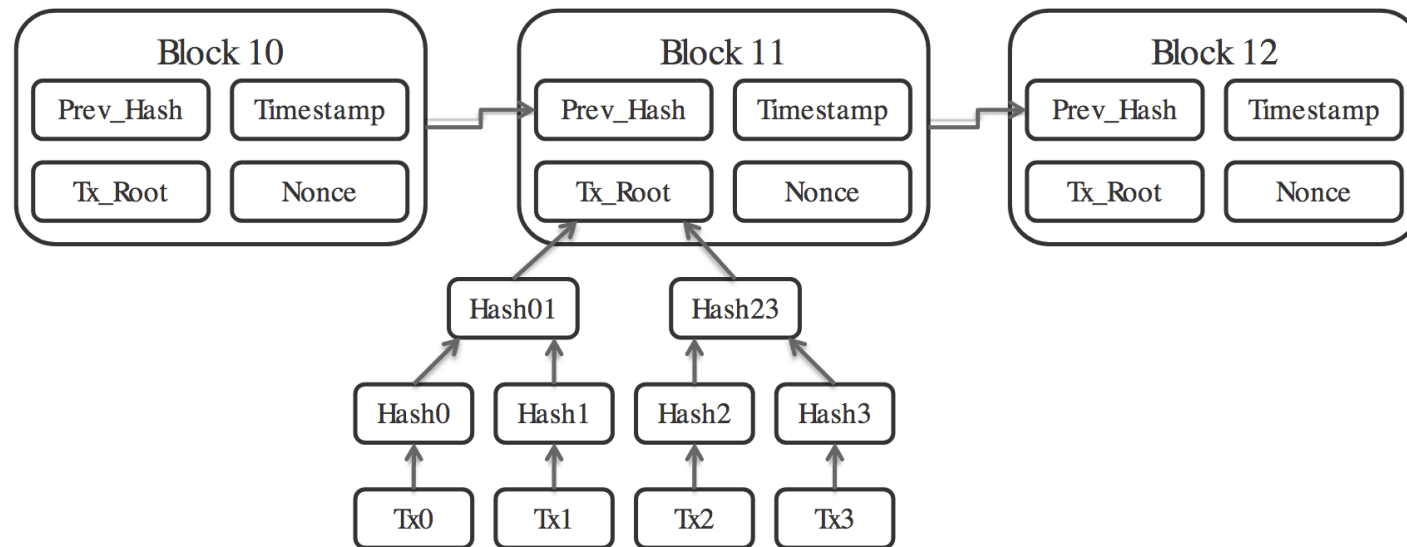 Block 10
Block 11
Block 12
Prev_Hash
Timestamp
Prev_Hash
Timestamp
Prev_Hash
Timestamp
Tx_Root
Nonce
Tx_Root
Nonce
Tx_Root
Nonce
Hash01
Hash23
Hash0
Hash1
Hash2
Hash3
Tx0
Tx1
Tx2
Tx3